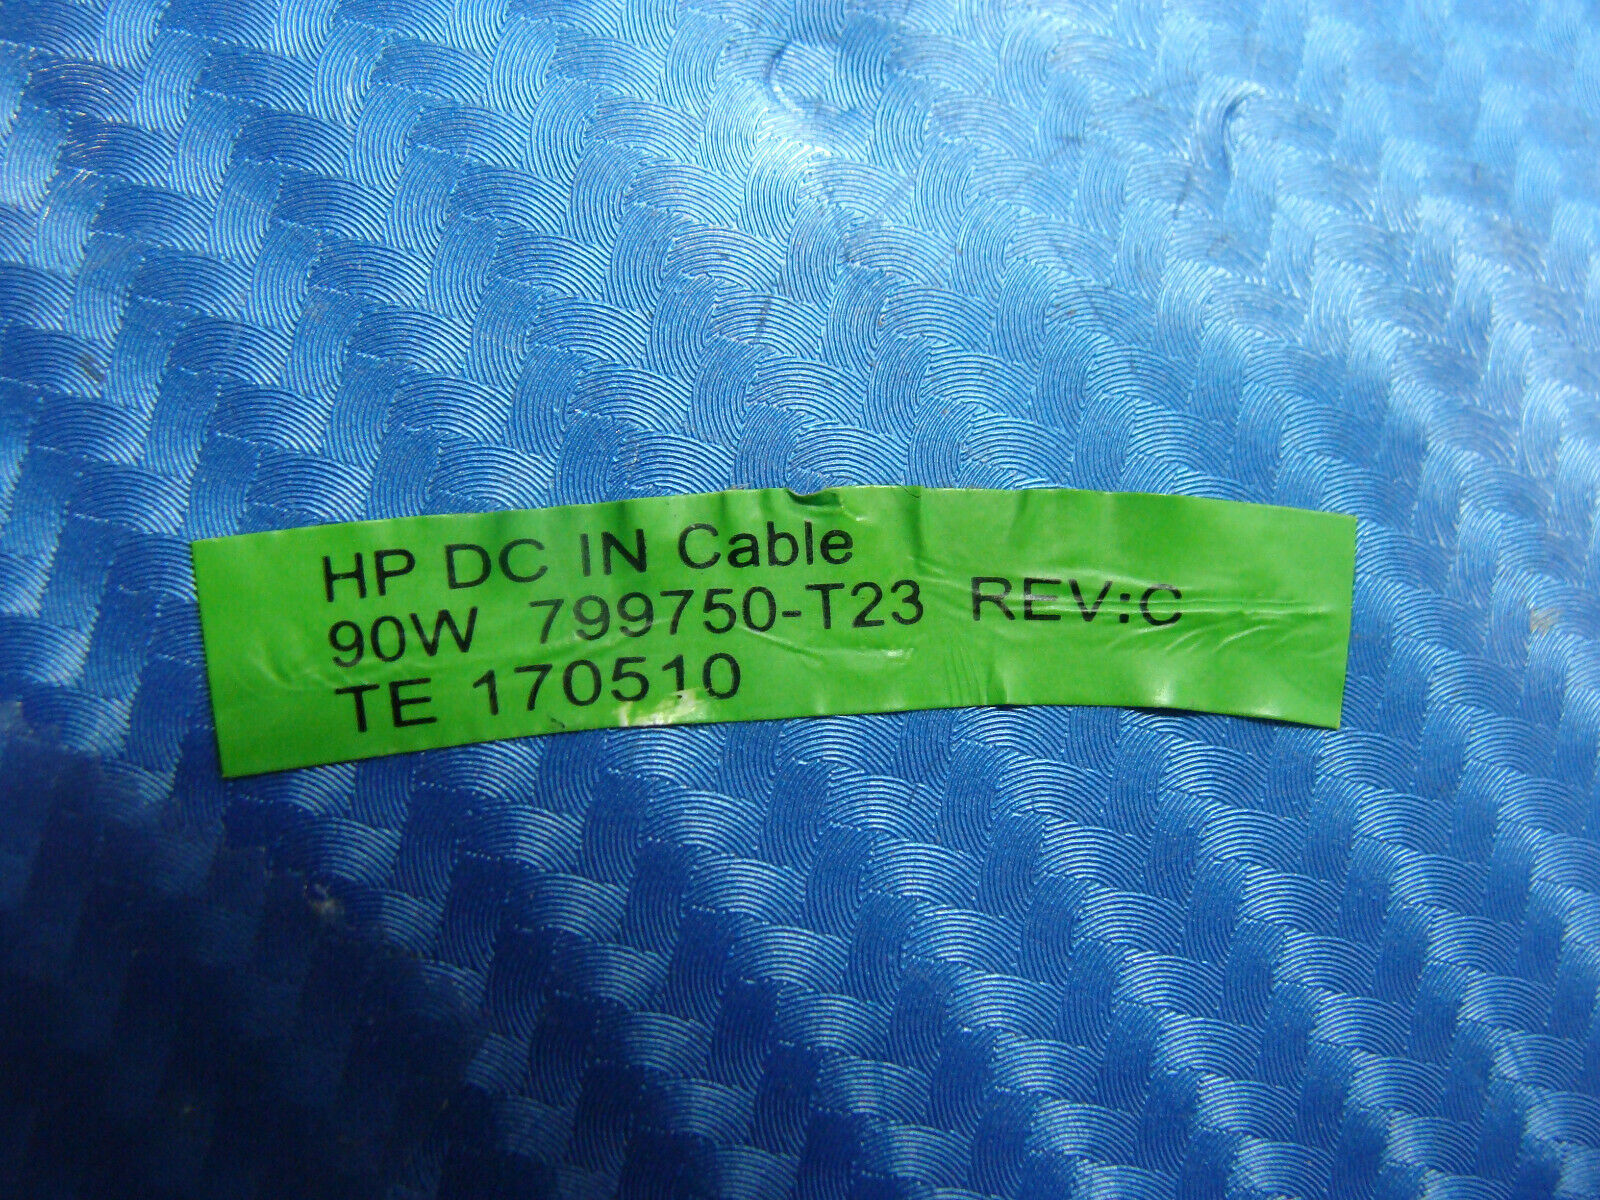 HP DC IN Cable
90W 799750-T23 REV:C
TE 170510